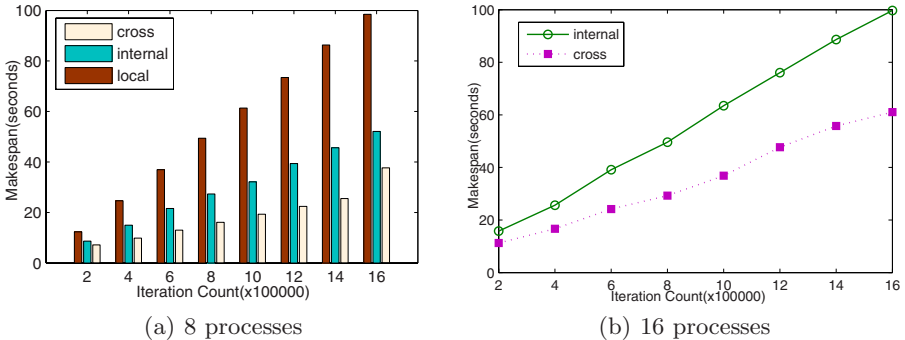 100
80
60
40
20
0
Makespan(seconds)
cross
internal
local
2 4 6 8 10 12 14 16
Iteration Count(x100000)
(a) 8 processes
100
80
60
40
20
0
Makespan(seconds)
internal
cross
2 4 6 8 10 12 14 16
Iteration Count(x100000)
(b) 16 processes